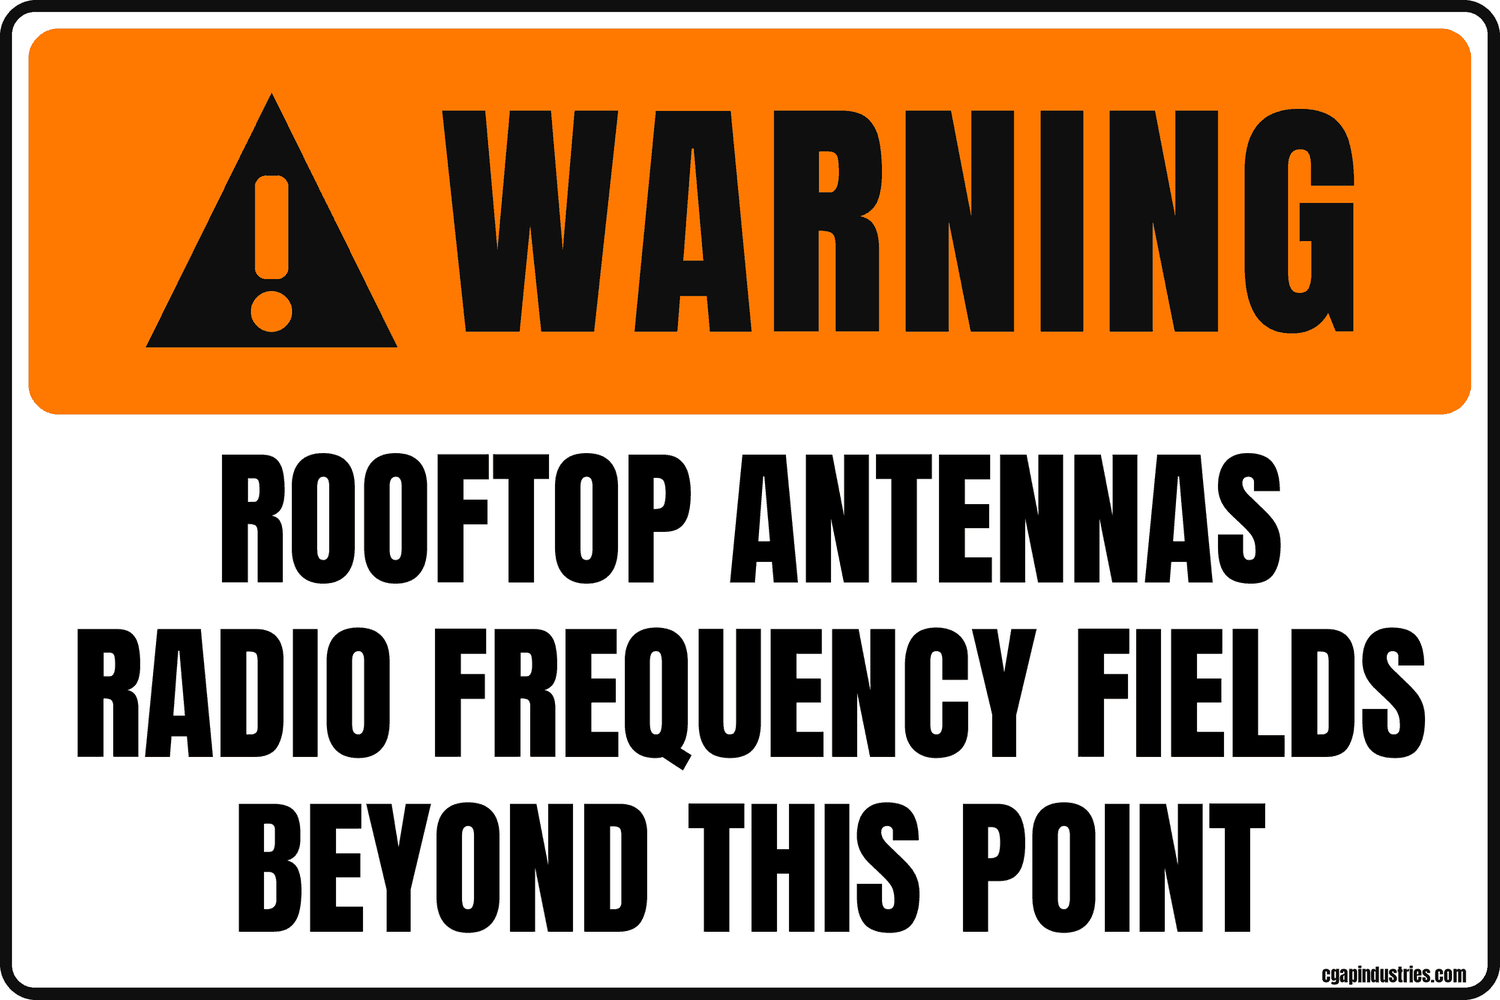 WARNING
ROOFTOP ANTENNAS
RADIO FREQUENCY FIELDS
BEYOND THIS POINT
cgapindustries.com